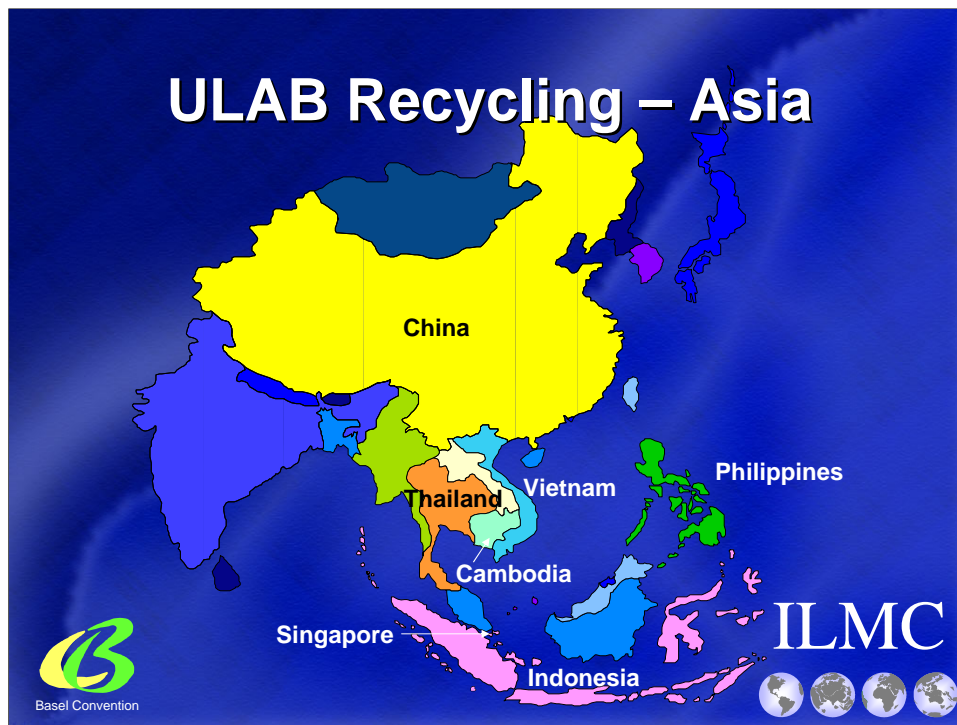 ULAB Recycling – Asia
China
Philippines
Thailand
Vietnam
Cambodia
Singapore
Indonesia
ILMC
Basel Convention